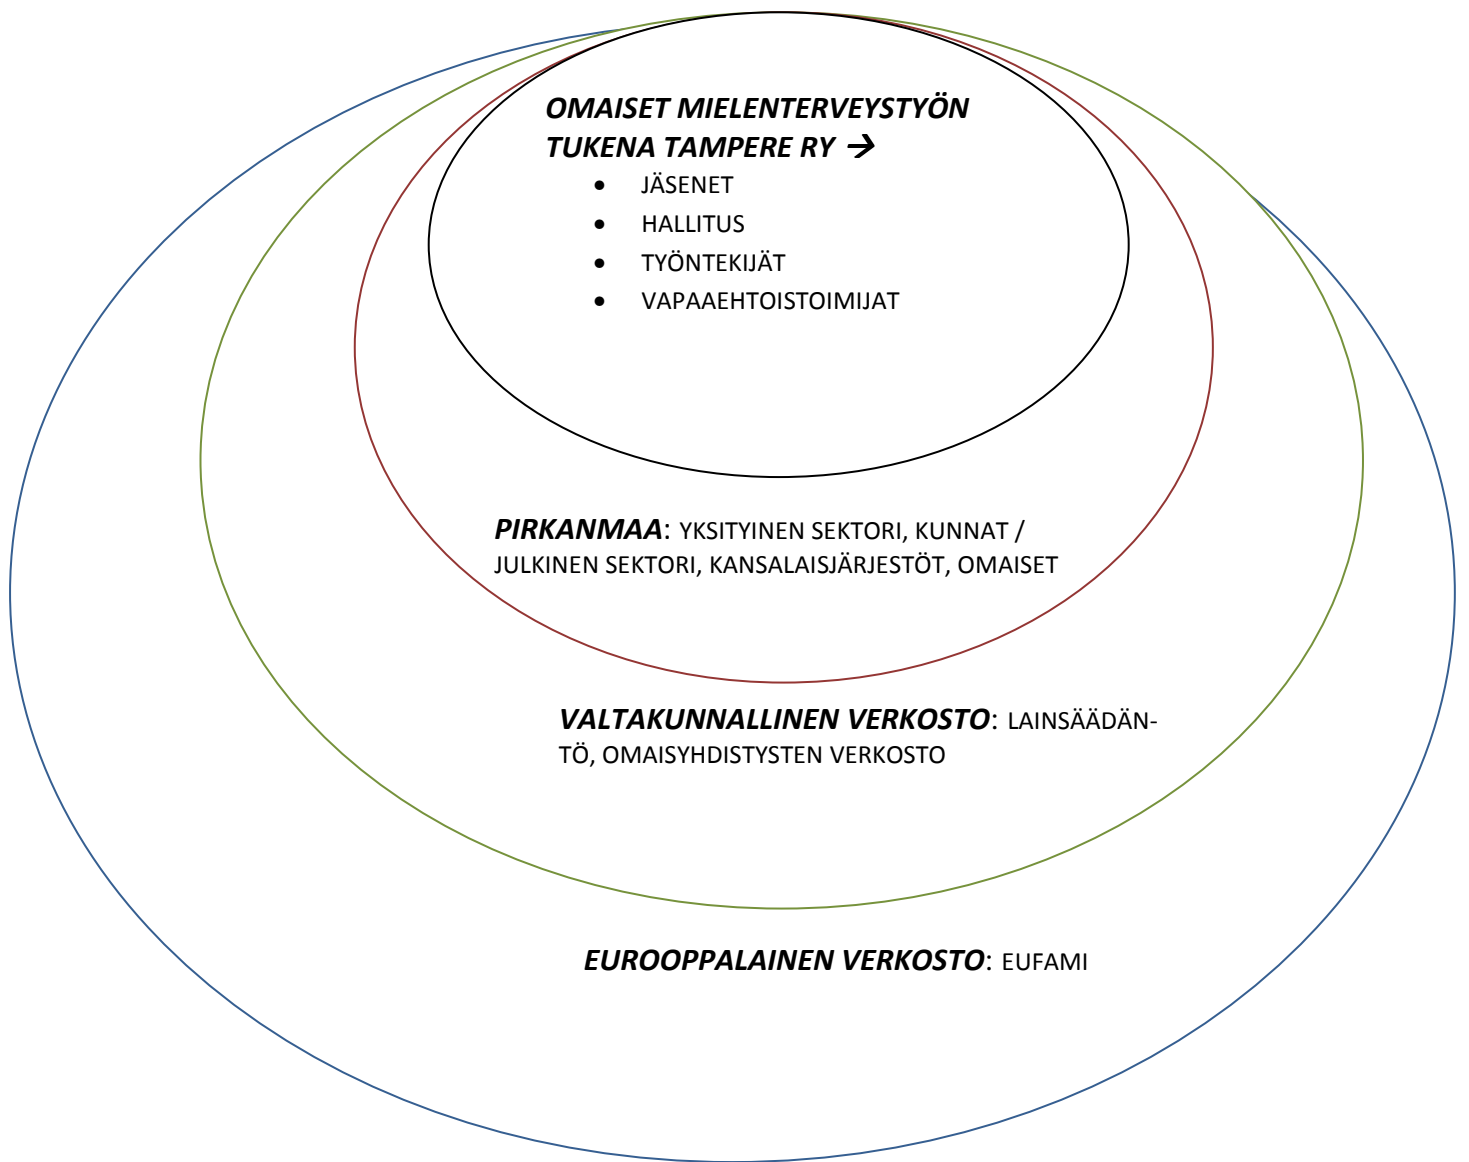 OMAISET MIELENTERVEYSTYÖN
TUKENA TAMPERE RY →
• JÄSENET
• HALLITUS
• TYÖNTEKIJÄT
• VAPAAEHTOISTOIMIJAT
PIRKANMAA: YKSITYINEN SEKTORI, KUNNAT /
JULKINEN SEKTORI, KANSALAISJÄRJESTÖT, OMAISET
VALTAKUNNALLINEN VERKOSTO: LAINSÄÄDÄN-
TÖ, OMAISYHDISTYSTEN VERKOSTO
EUROOPPALAINEN VERKOSTO: EUFAMI